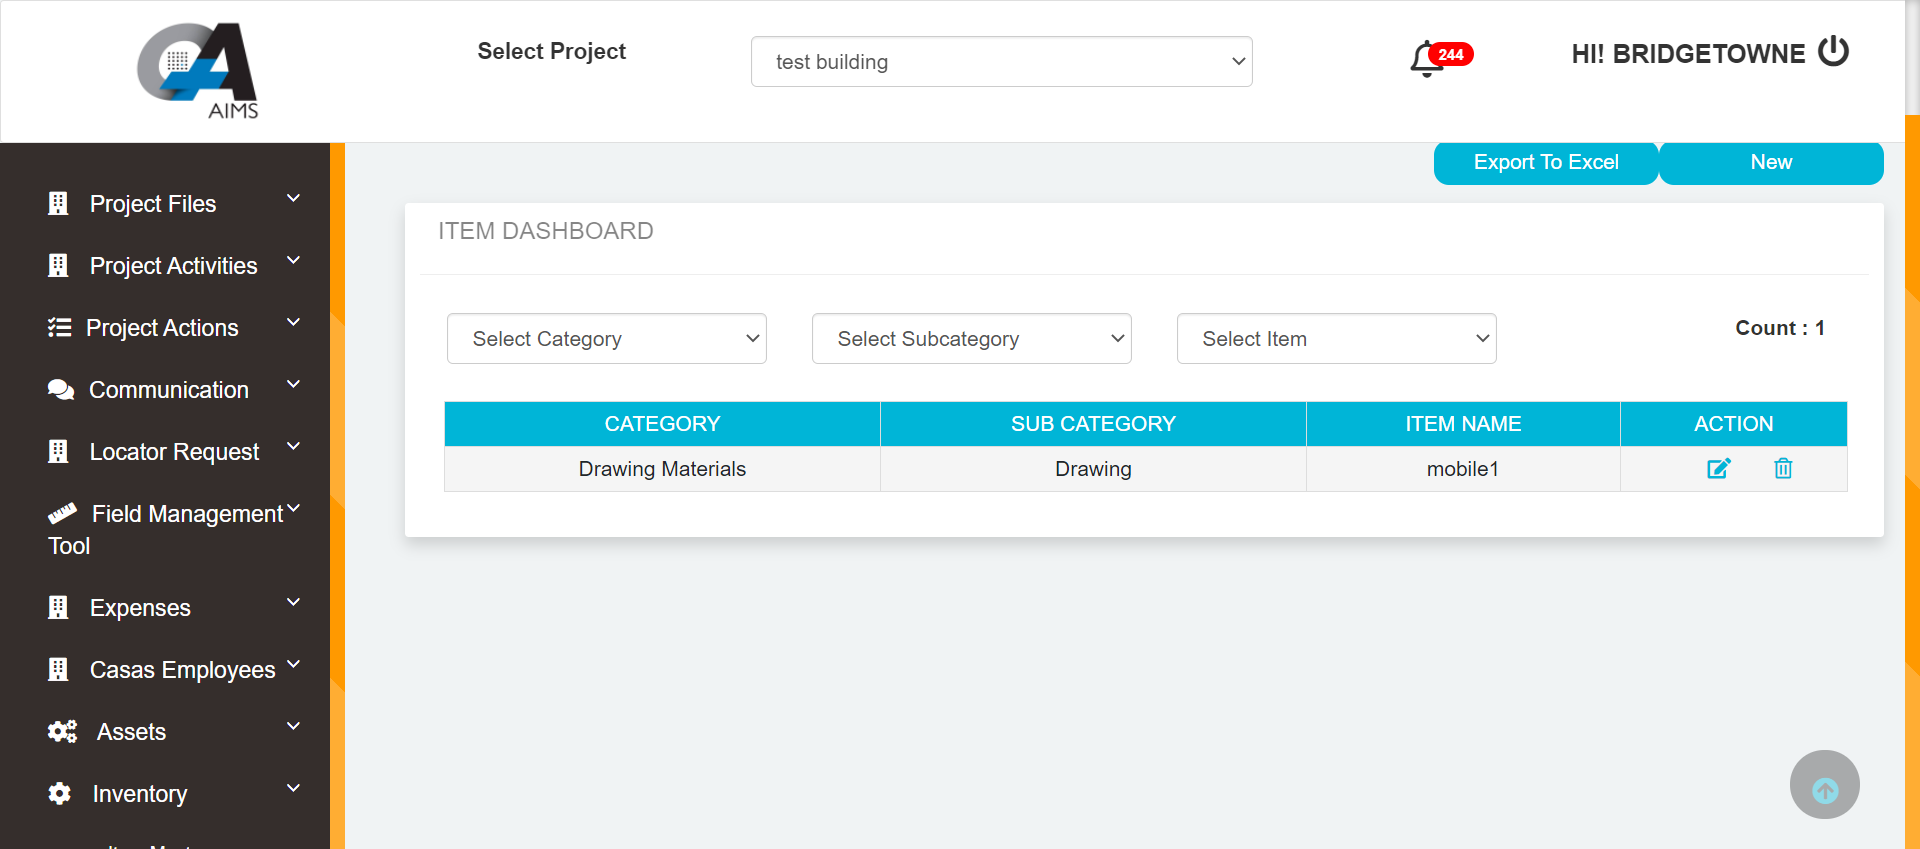 AIMS
Select Project
test building
244
HI! BRIDGETOWNE
Project Files
Project Activities
Project Actions
Communication
Locator Request
Field Management
Tool
Expenses
Casas Employees
Assets
Inventory
Export To Excel
New
ITEM DASHBOARD
Select Category
Select Subcategory
Select Item
Count : 1
CATEGORY SUB CATEGORY ITEM NAME ACTION
Drawing Materials Drawing mobile1